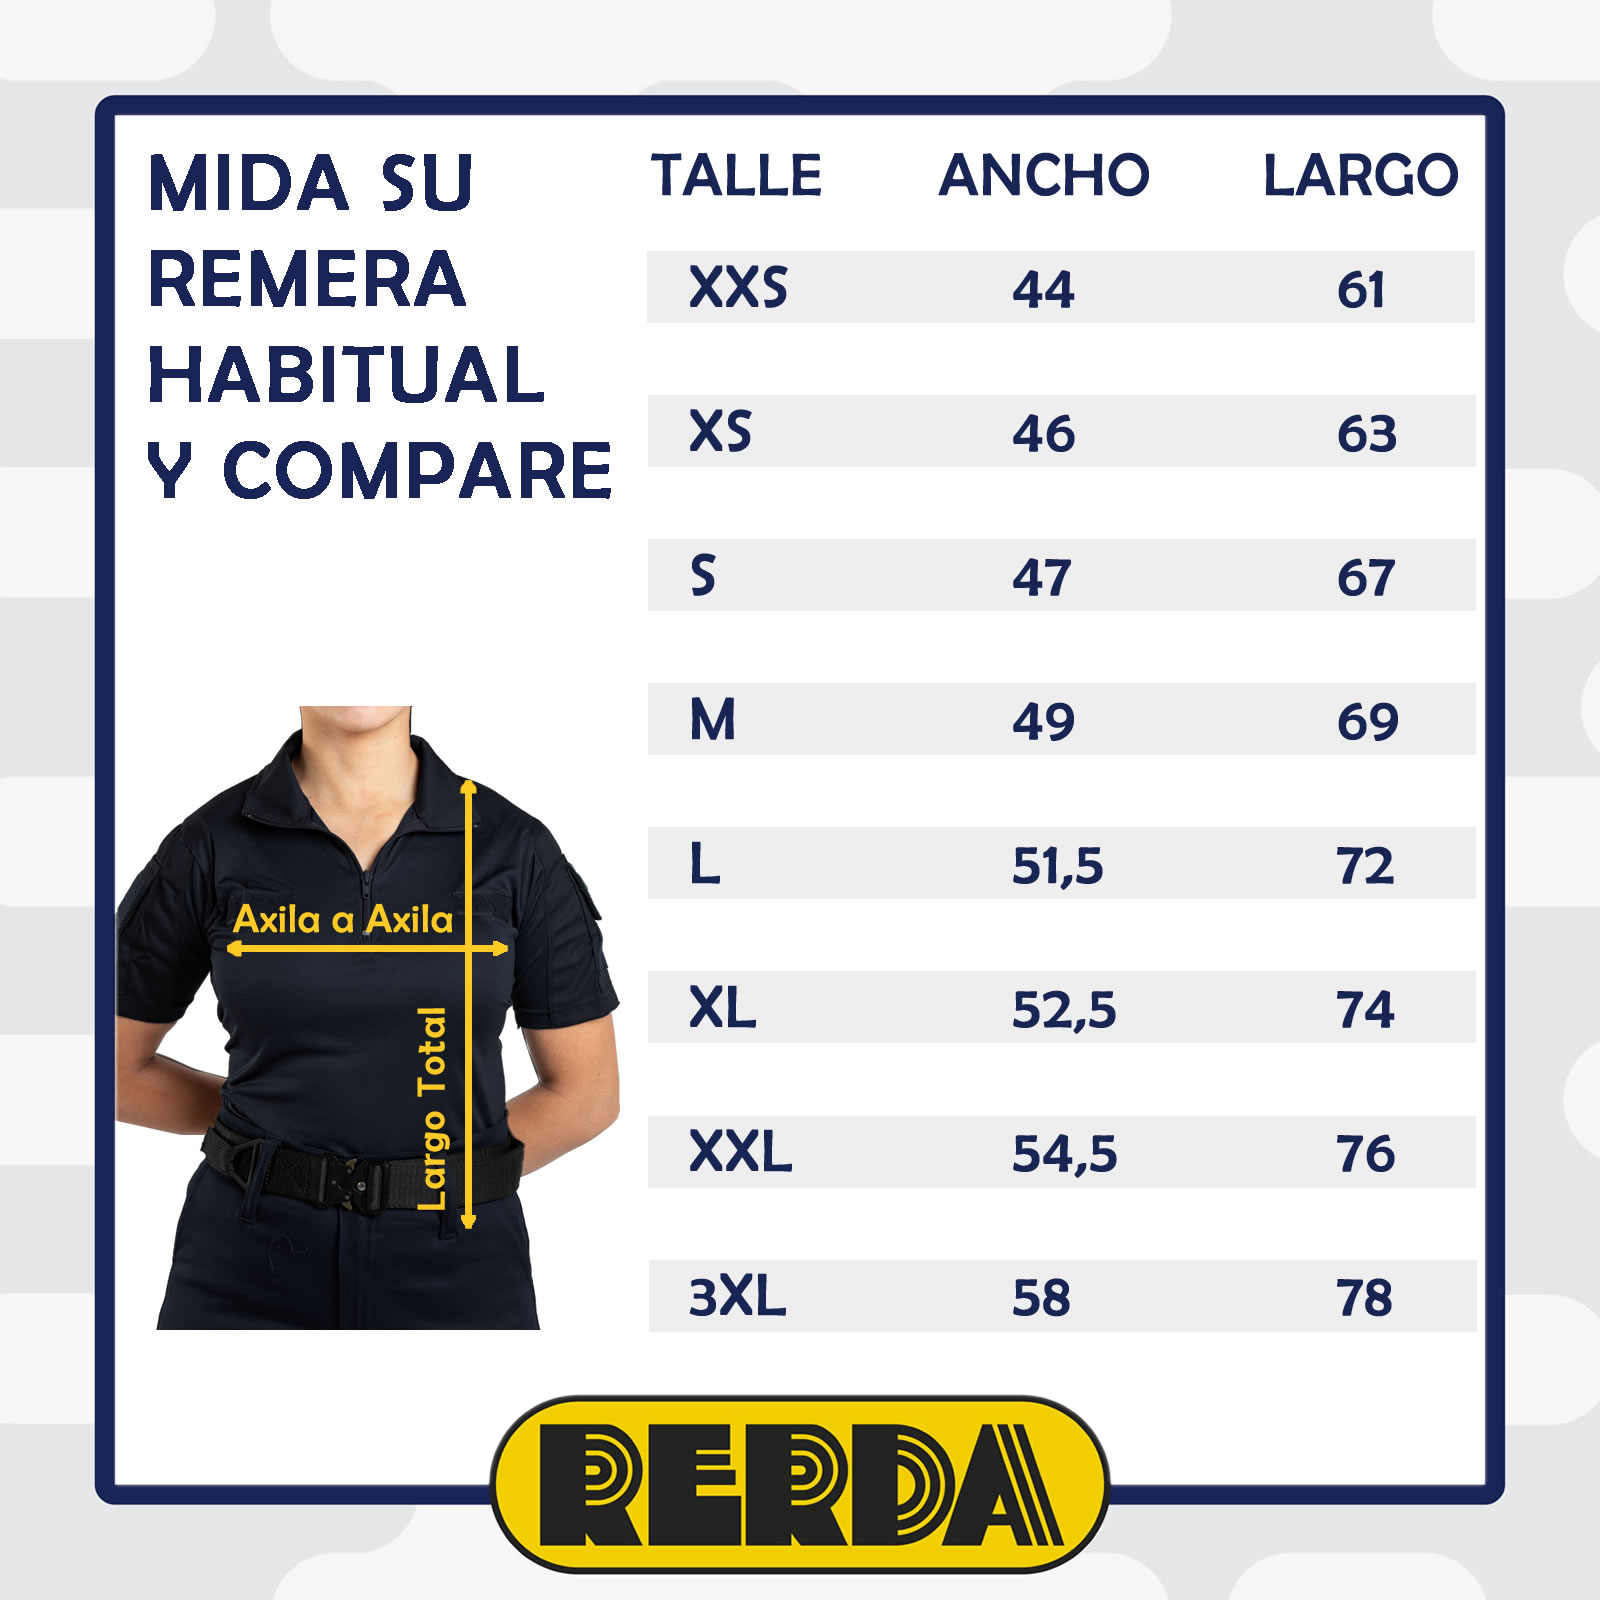 MIDA SU
REMERA
HABITUAL
Y COMPARE
TALLE ANCHO LARGO
XXS 44 61
XS 46 63
S 47 67
M 49 69
L 51,5 72
XL 52,5 74
XXL 54,5 76
3XL 58 78
Axila a Axila
Largo Total
RERDA